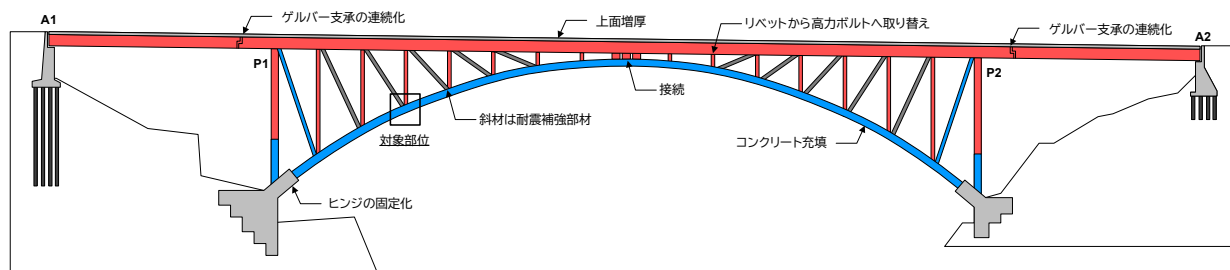 A1
ゲルバー支承の連続化
上面増厚
リベットから高力ボルトへ取り替え
ゲルバー支承の連続化
A2
P1
P2
接続
斜材は耐震補強部材
対象部位
コンクリート充填
ヒンジの固定化